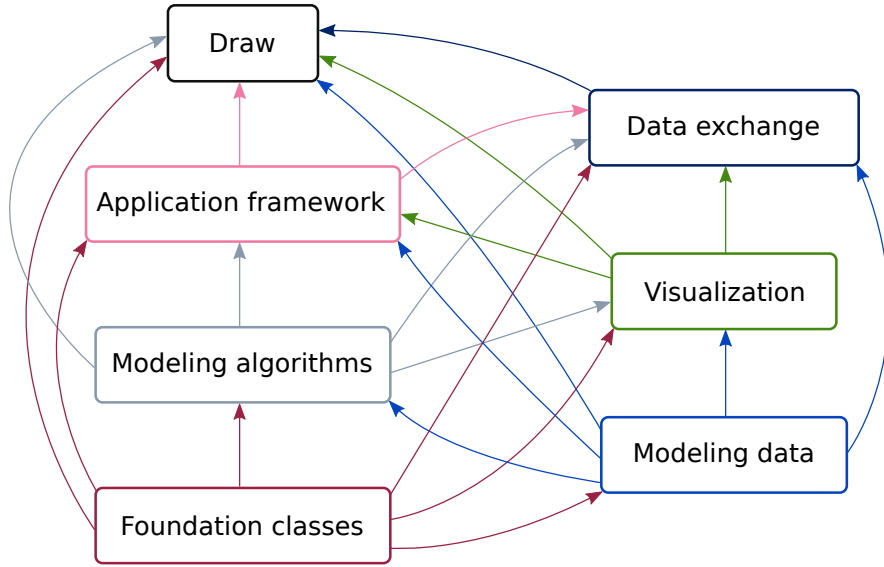 Draw
Data exchange
Application framework
Visualization
Modeling algorithms
Modeling data
Foundation classes